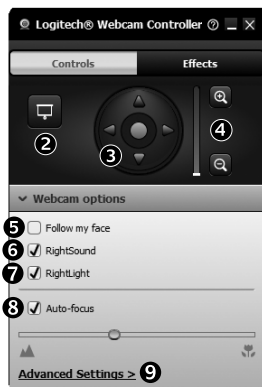 Logitech® Webcam Controller
Controls Effects
2
3
4
Webcam options
5 Follow my face
6 RightSound
7 RightLight
8 Auto-focus
Advanced Settings > 9